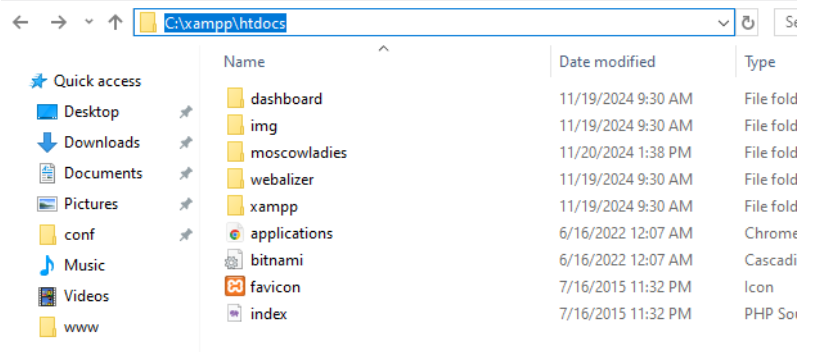 C:\xampp\htdocs
Name Date modified Type
Quick access
Desktop
Downloads
Documents
Pictures
conf
Music
Videos
www
dashboard 11/19/2024 9:30 AM File fold
img 11/19/2024 9:30 AM File fold
moscowladies 11/20/2024 1:38 PM File fold
webalizer 11/19/2024 9:30 AM File fold
xampp 11/19/2024 9:30 AM File fold
applications 6/16/2022 12:07 AM Chrome
bitnami 6/16/2022 12:07 AM Cascadi
favicon 7/16/2015 11:32 PM Icon
index 7/16/2015 11:32 PM PHP Sou